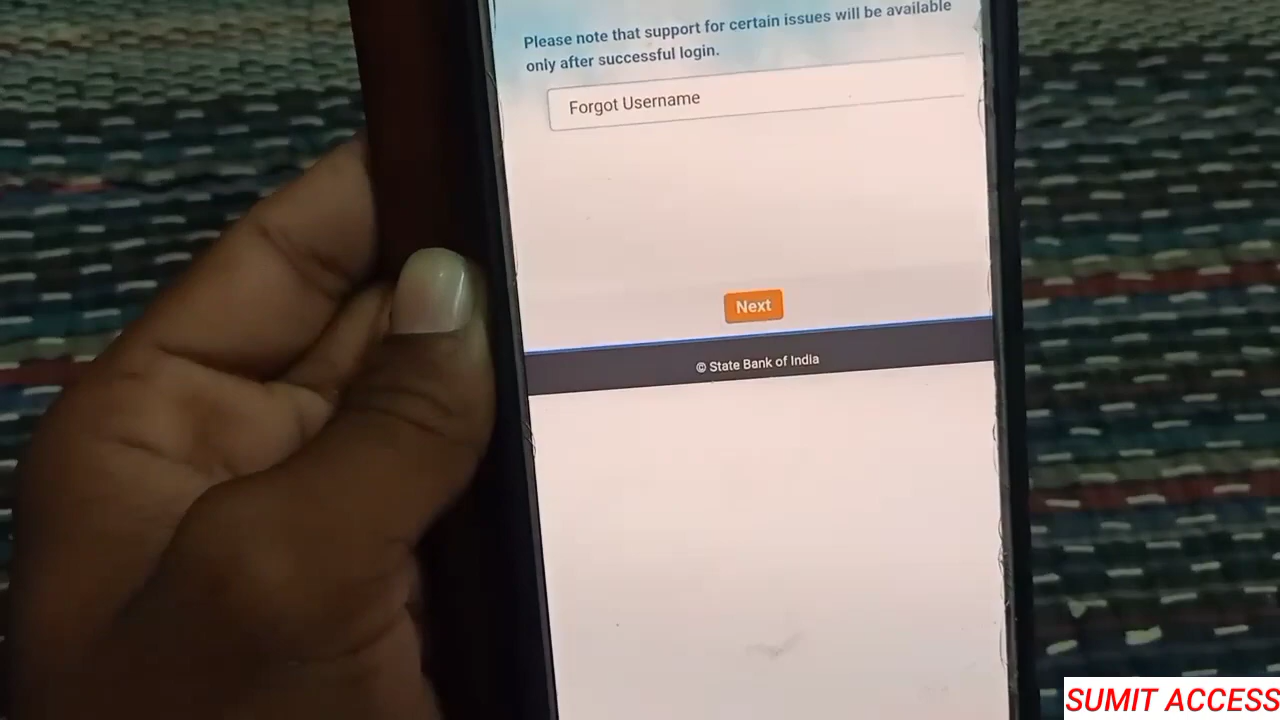 Please note that support for certain issues will be available
only after successful login.
Forgot Username
Next
© State Bank of India
SUMIT ACCESS